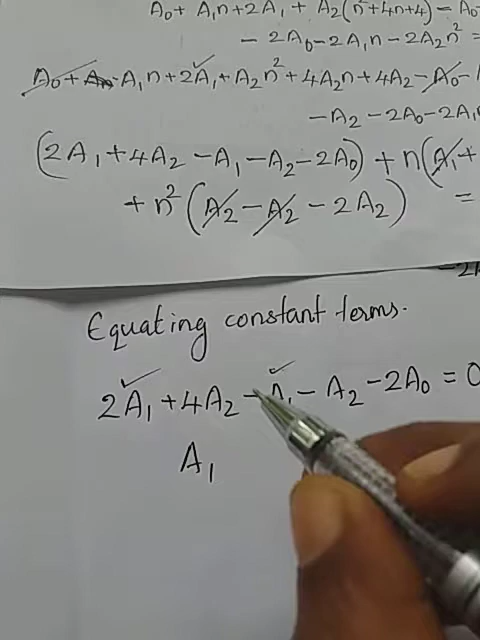 A₀ + A₁n + 2A₁ + A₂(n²+4n+4) − A₀
− 2A₀ − 2A₁n − 2A₂n² =
A₀ + A₁n + 2A₁ + A₂n² + 4A₂n + 4A₂ − A₀ −
− A₂ − 2A₀ − 2A₁n
(2A₁ + 4A₂ − A₁ − A₂ − 2A₀) + n(A₁ +
+ n² (A₂ − A₂ − 2A₂) =
Equating constant terms.
2A₁ + 4A₂ − A₁ − A₂ − 2A₀ = 0
A₁